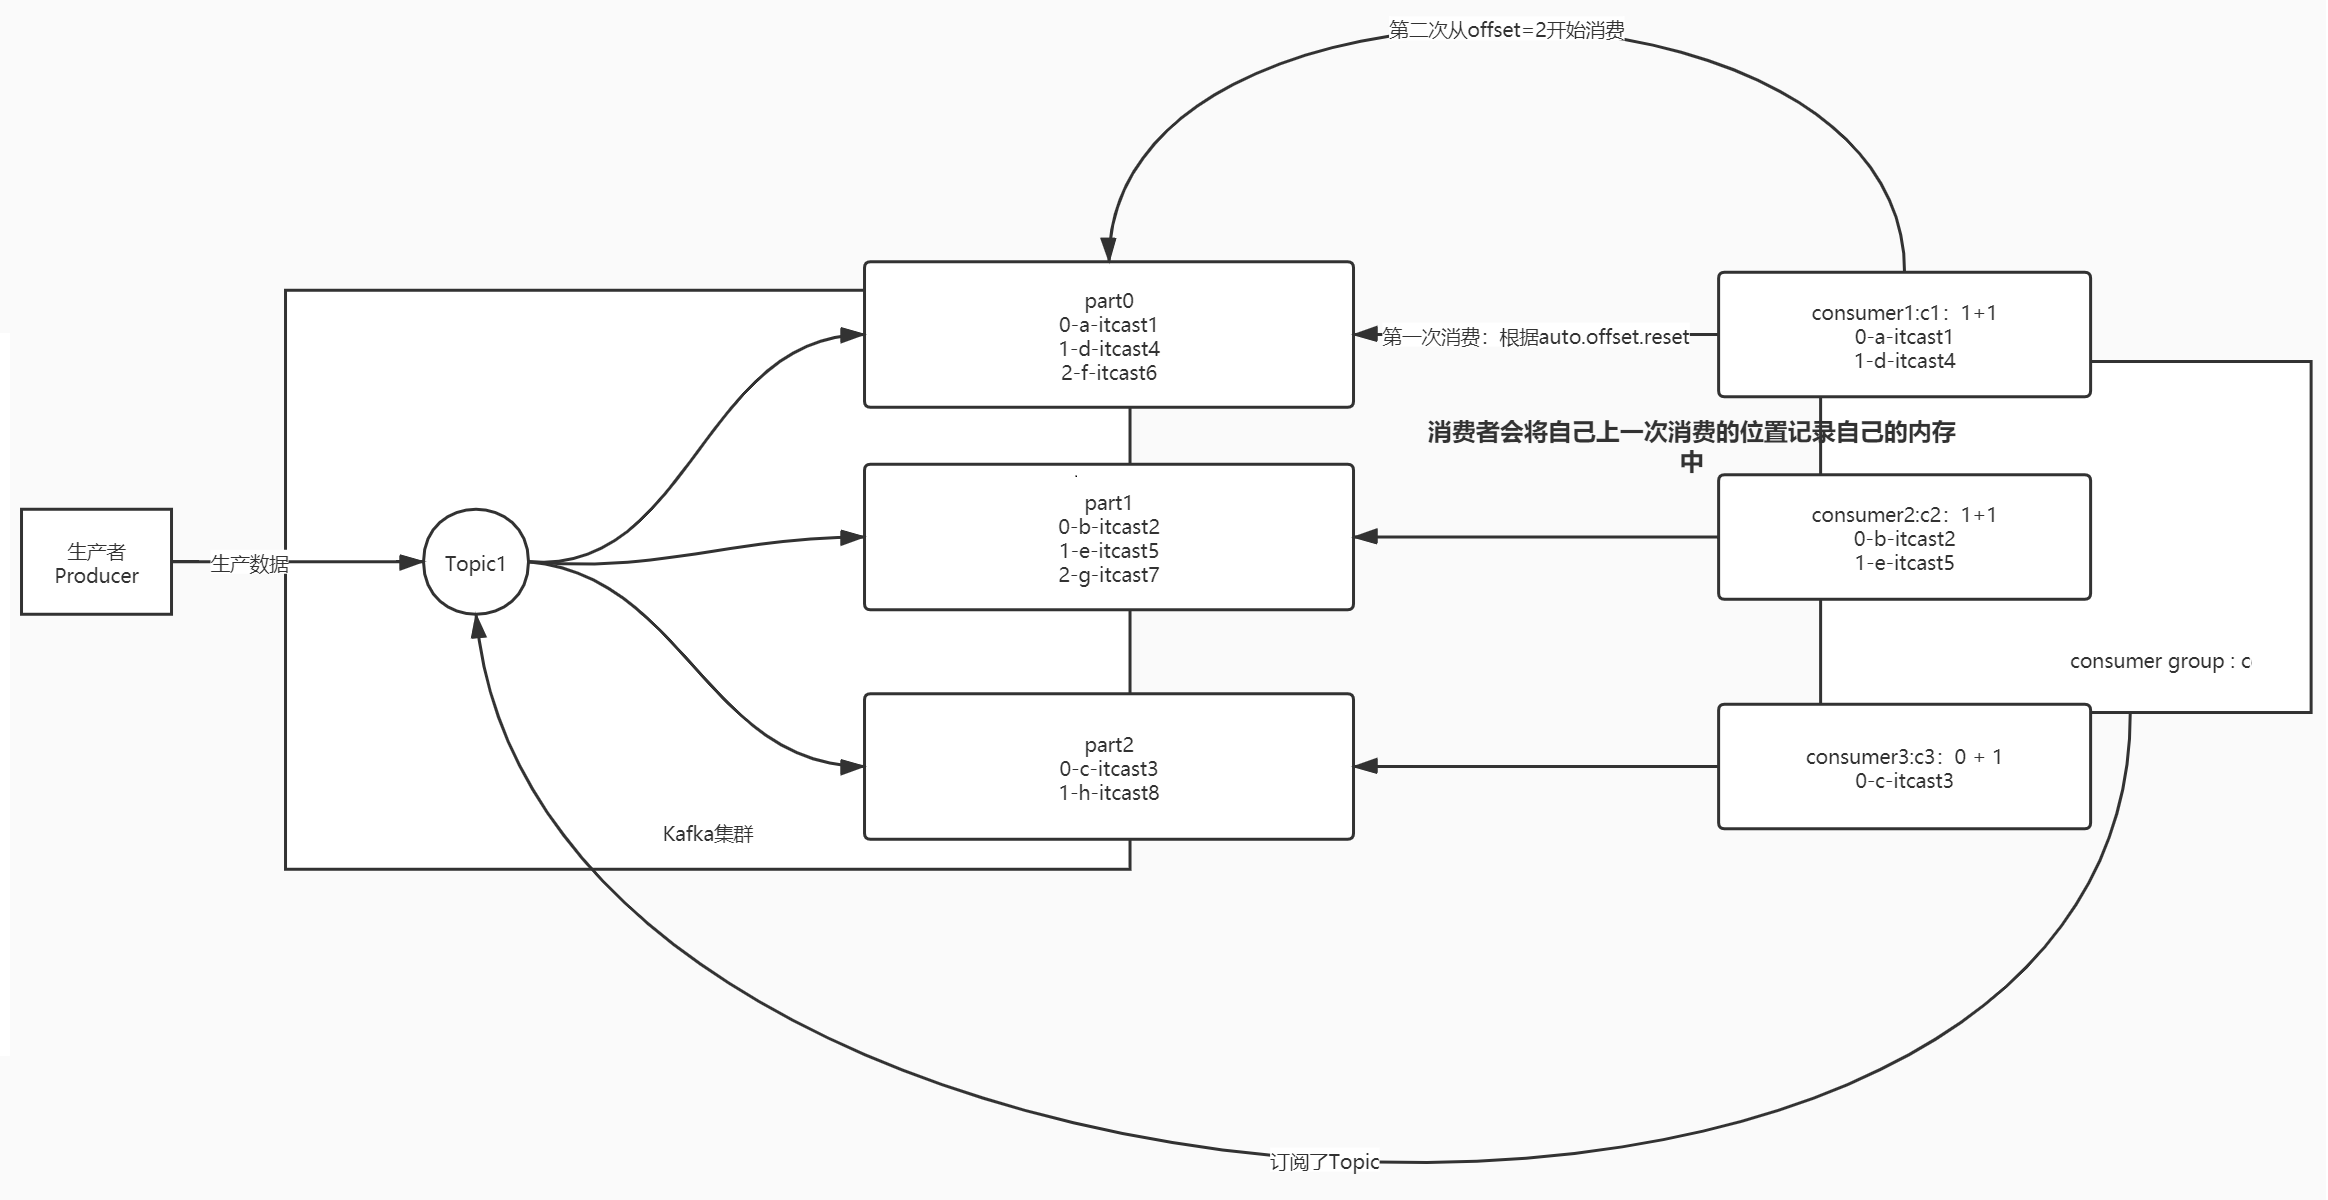 第二次从offset=2开始消费
part0
0-a-itcast1
1-d-itcast4
2-f-itcast6
第一次消费：根据auto.offset.reset
consumer1:c1：1+1
0-a-itcast1
1-d-itcast4
消费者会将自己上一次消费的位置记录自己的内存
中
生产者
Producer
生产数据
Topic1
part1
0-b-itcast2
1-e-itcast5
2-g-itcast7
consumer2:c2：1+1
0-b-itcast2
1-e-itcast5
consumer group : c
part2
0-c-itcast3
1-h-itcast8
consumer3:c3：0 + 1
0-c-itcast3
Kafka集群
订阅了Topic